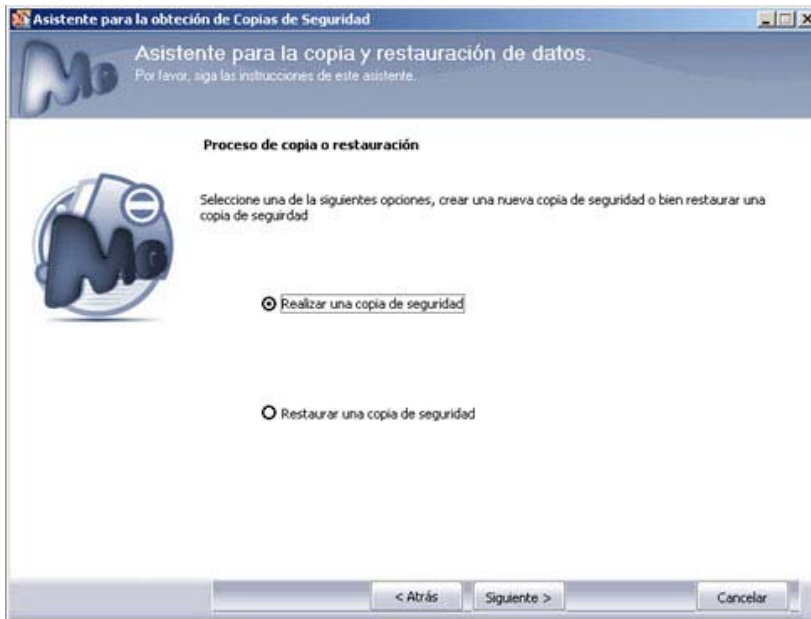 Asistente para la obteción de Copias de Seguridad
Asistente para la copia y restauración de datos.
Por favor, siga las instrucciones de este asistente.
Proceso de copia o restauración
Seleccione una de la siguientes opciones, crear una nueva copia de seguridad o bien restaurar una
copia de seguirdad
MG
Realizar una copia de seguridad
Restaurar una copia de seguridad
< Atrás
Siguiente >
Cancelar